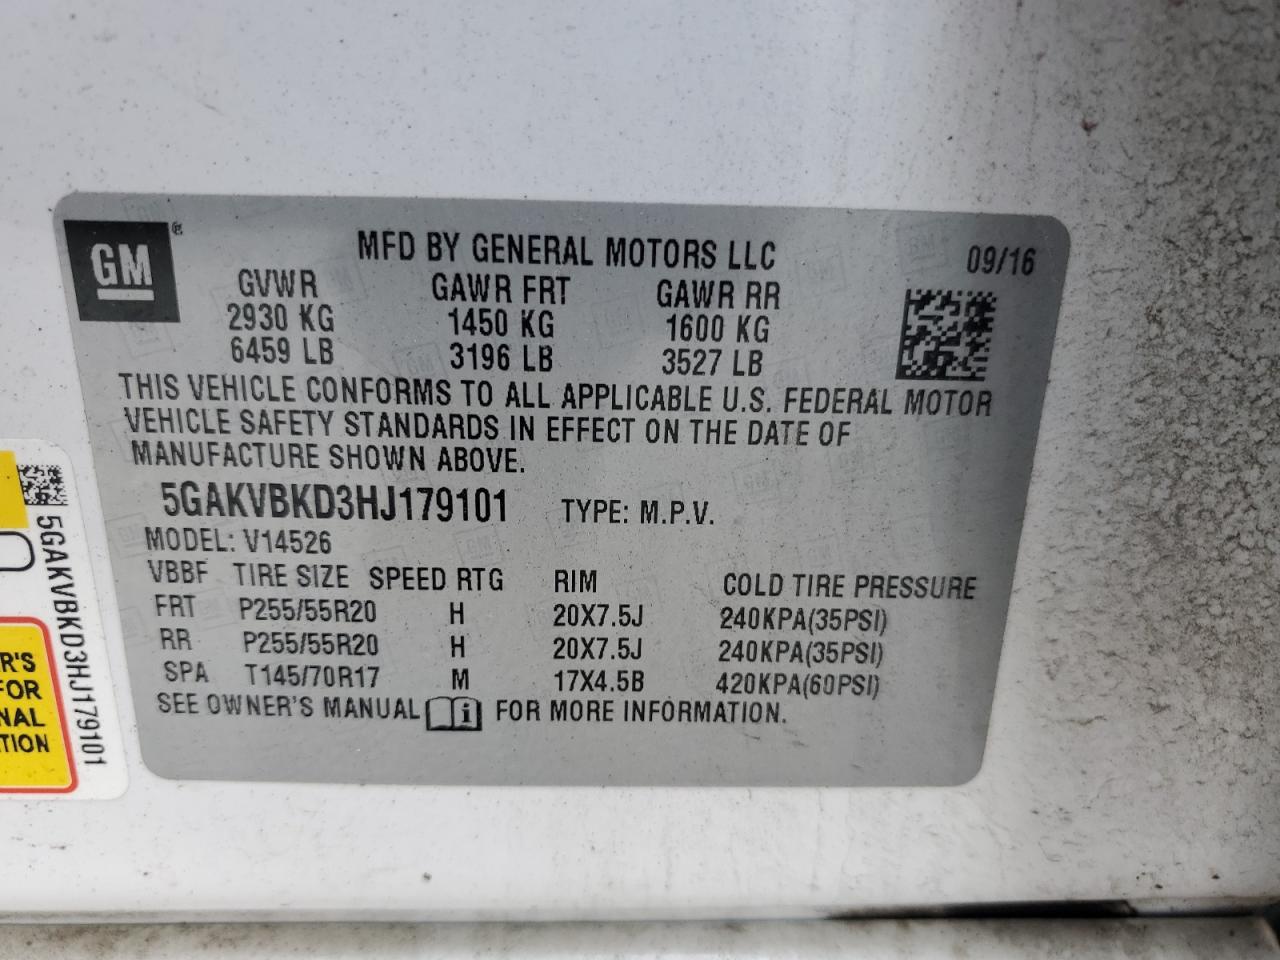 GM®
MFD BY GENERAL MOTORS LLC
09/16
GVWR GAWR FRT GAWR RR
2930 KG 1450 KG 1600 KG
6459 LB 3196 LB 3527 LB
THIS VEHICLE CONFORMS TO ALL APPLICABLE U.S. FEDERAL MOTOR
VEHICLE SAFETY STANDARDS IN EFFECT ON THE DATE OF
MANUFACTURE SHOWN ABOVE.
5GAKVBKD3HJ179101 TYPE: M.P.V.
MODEL: V14526
VBBF TIRE SIZE SPEED RTG RIM COLD TIRE PRESSURE
FRT P255/55R20 H 20X7.5J 240KPA(35PSI)
RR P255/55R20 H 20X7.5J 240KPA(35PSI)
SPA T145/70R17 M 17X4.5B 420KPA(60PSI)
SEE OWNER'S MANUAL i FOR MORE INFORMATION.
5GAKVBKD3HJ179101
R'S
FOR
NAL
TION